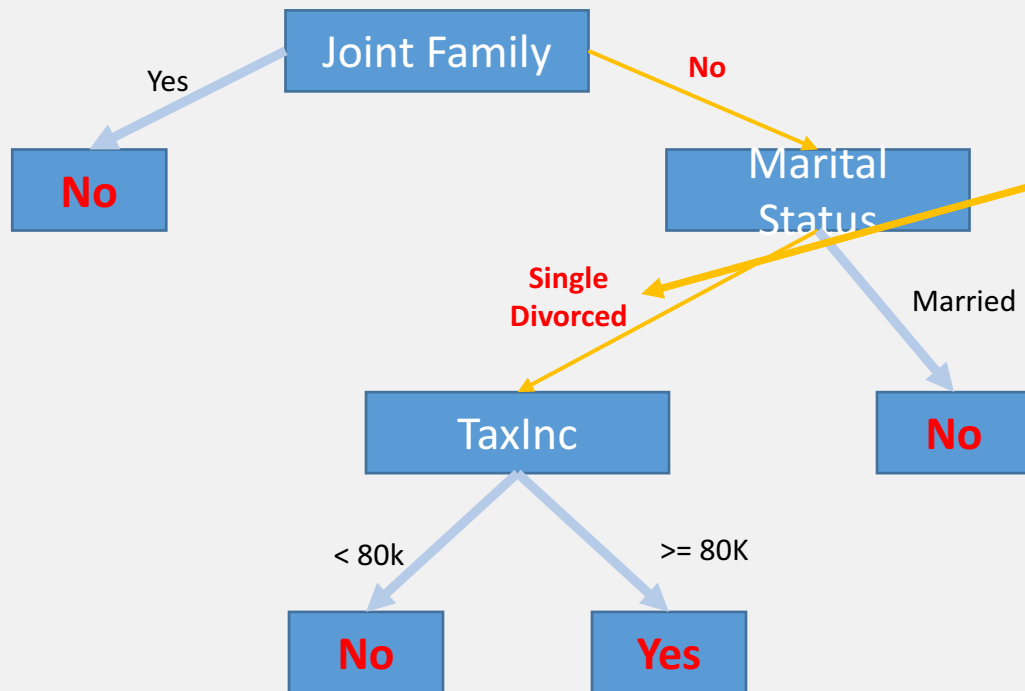 Joint Family
Yes
No
No
Marital
Status
Single
Divorced
Married
TaxInc
No
< 80k
>= 80K
No
Yes